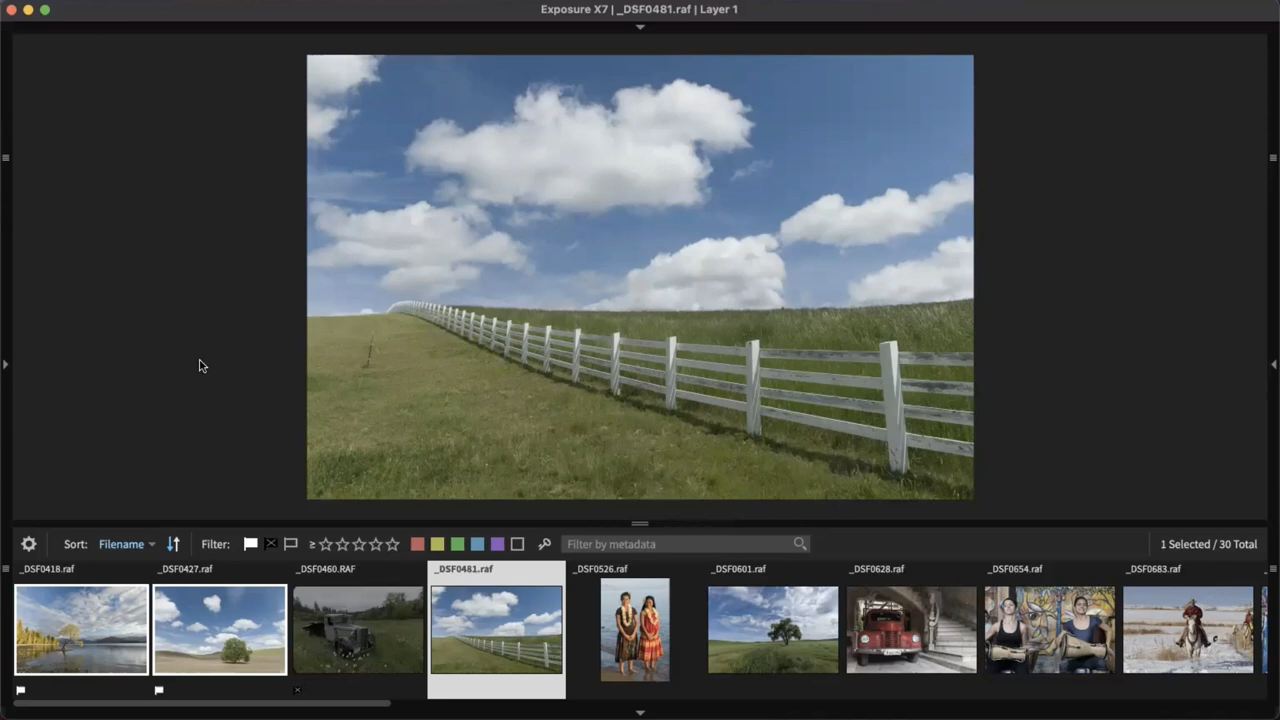 Exposure X7 | _DSF0481.raf | Layer 1
Sort: Filename Filter: ≥ Filter by metadata 1 Selected / 30 Total
_DSF0418.raf _DSF0427.raf _DSF0460.RAF _DSF0481.raf _DSF0526.raf _DSF0601.raf _DSF0628.raf _DSF0654.raf _DSF0683.raf